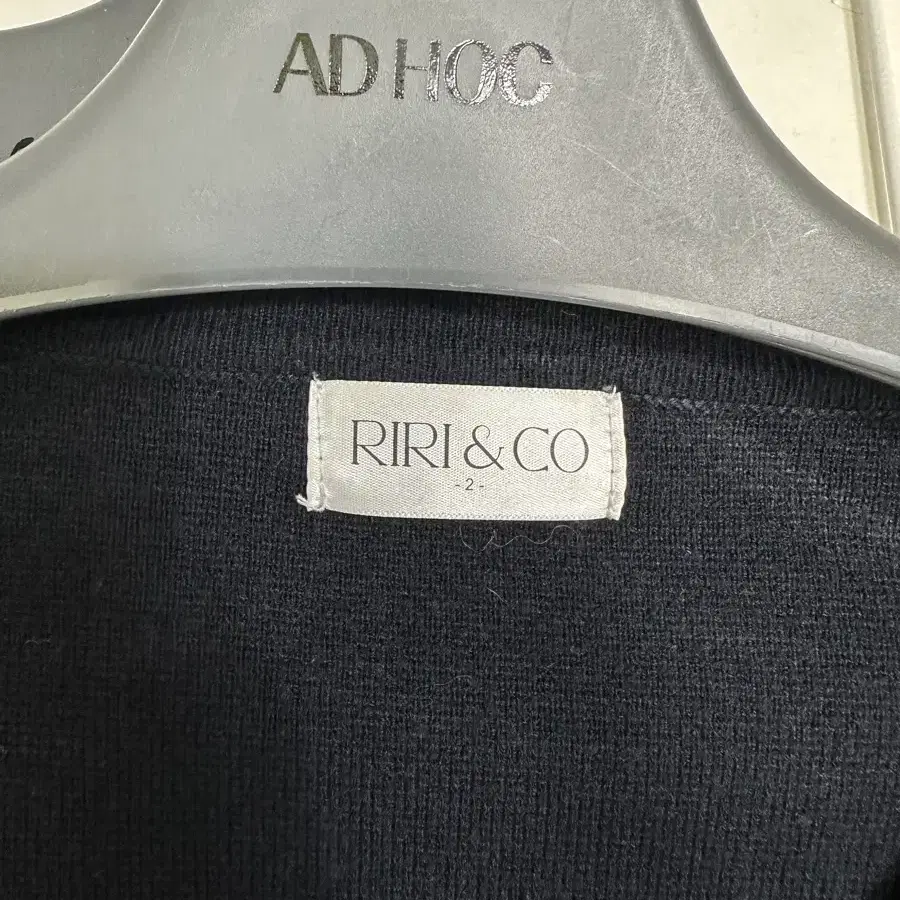 AD HOC
RIRI & CO
-2-